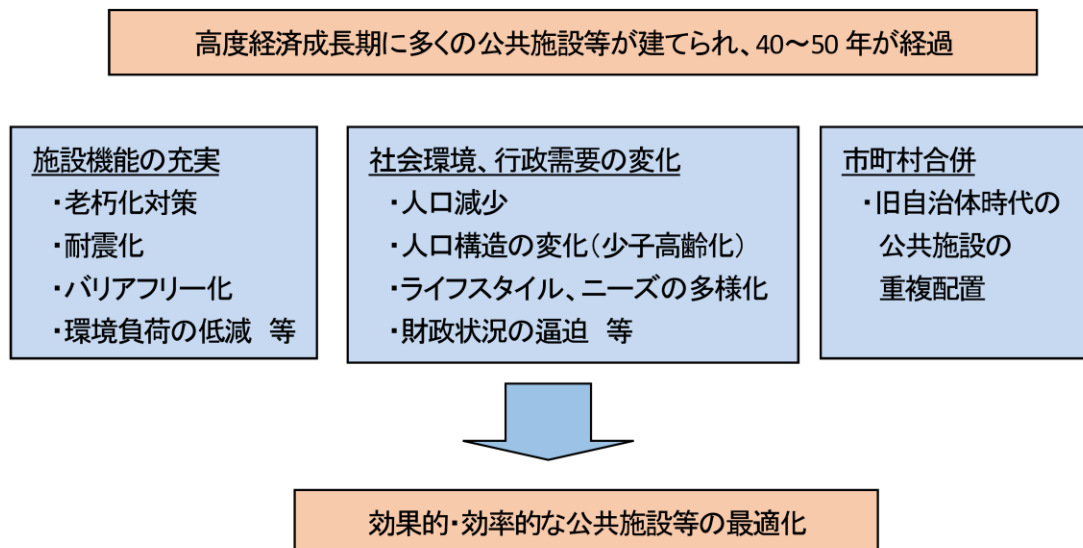 高度経済成長期に多くの公共施設等が建てられ、40～50 年が経過
施設機能の充実
・老朽化対策
・耐震化
・バリアフリー化
・環境負荷の低減　等
社会環境、行政需要の変化
・人口減少
・人口構造の変化（少子高齢化）
・ライフスタイル、ニーズの多様化
・財政状況の逼迫　等
市町村合併
・旧自治体時代の
公共施設の
重複配置
効果的・効率的な公共施設等の最適化